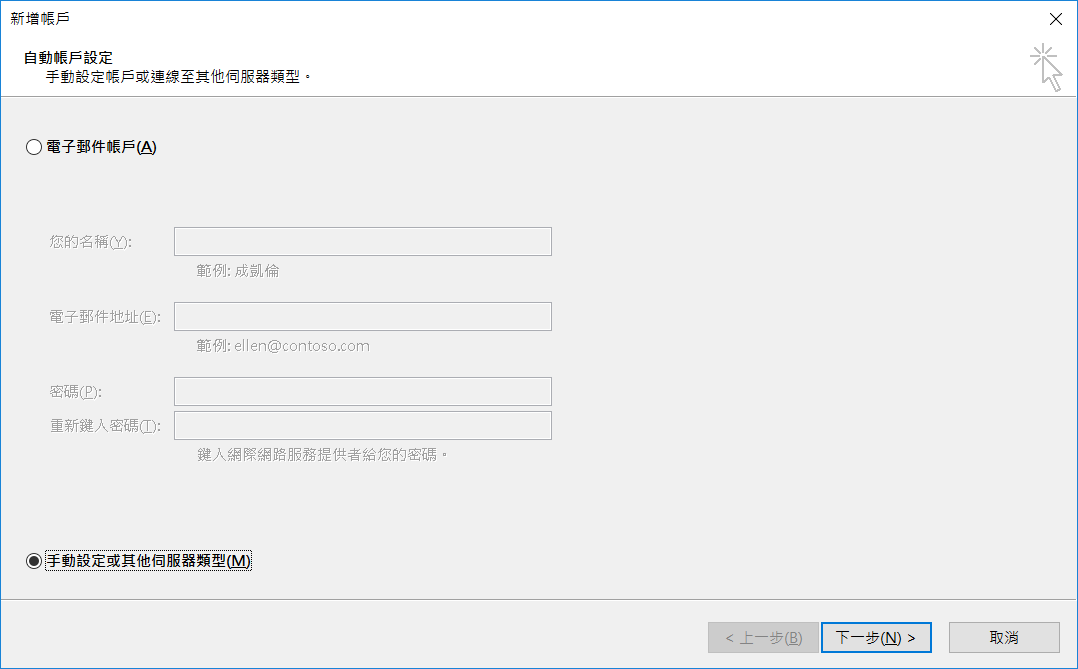 新增帳戶
自動帳戶設定
手動設定帳戶或連線至其他伺服器類型。
電子郵件帳戶(A)
您的名稱(Y):
範例: 成凱倫
電子郵件地址(E):
範例: ellen@contoso.com
密碼(P):
重新鍵入密碼(T):
鍵入網際網路服務提供者給您的密碼。
手動設定或其他伺服器類型(M)
< 上一步(B) 下一步(N) > 取消